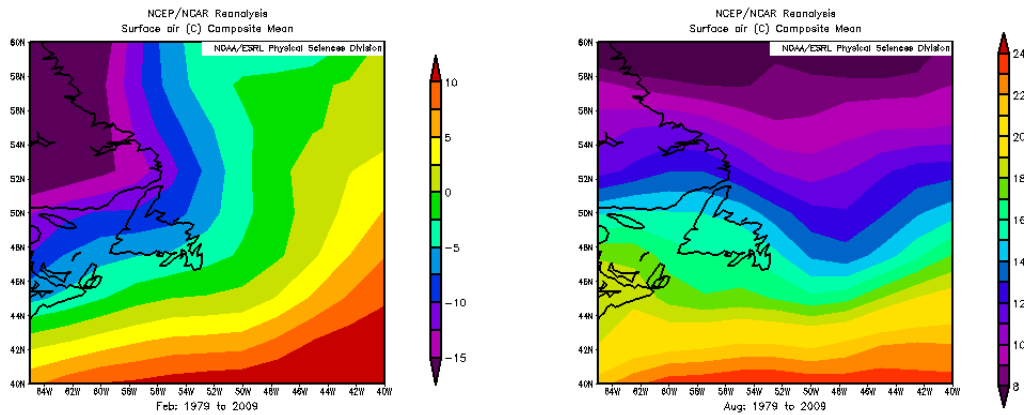 NCEP/NCAR Reanalysis
Surface air (C) Composite Mean
NOAA/ESRL Physical Sciences Division
60N
58N
56N
54N
52N
50N
48N
46N
44N
42N
40N
64W 62W 60W 58W 56W 54W 52W 50W 48W 46W 44W 42W 40W
Feb: 1979 to 2009
10
5
0
−5
−10
−15
NCEP/NCAR Reanalysis
Surface air (C) Composite Mean
NOAA/ESRL Physical Sciences Division
60N
58N
56N
54N
52N
50N
48N
46N
44N
42N
40N
64W 62W 60W 58W 56W 54W 52W 50W 48W 46W 44W 42W 40W
Aug: 1979 to 2009
24
22
20
18
16
14
12
10
8